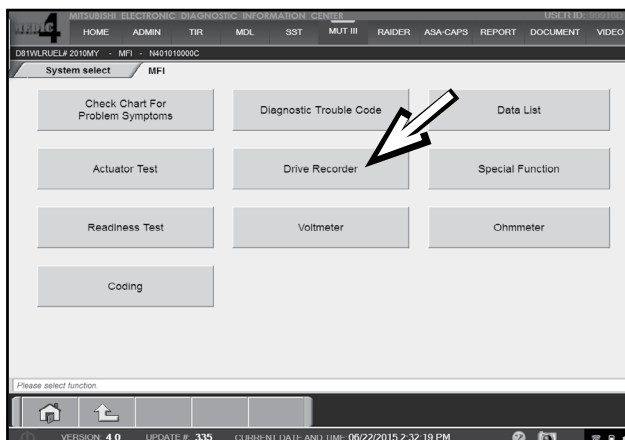 MITSUBISHI ELECTRONIC DIAGNOSTIC INFORMATION CENTER USER ID:
4 HOME ADMIN TIR MDL SST MUT-III RAIDER ASA-CAPS REPORT DOCUMENT VIDEO
D81WLRUEL# 2010MY - MFI - N401010000C
System select MFI
Check Chart For
Problem Symptoms
Diagnostic Trouble Code
Data List
Actuator Test
Drive Recorder
Special Function
Readiness Test
Voltmeter
Ohmmeter
Coding
Please select function.
VERSION: 4.0 UPDATE #: 335 CURRENT DATE AND TIME: 06/22/2015 2:32:19 PM